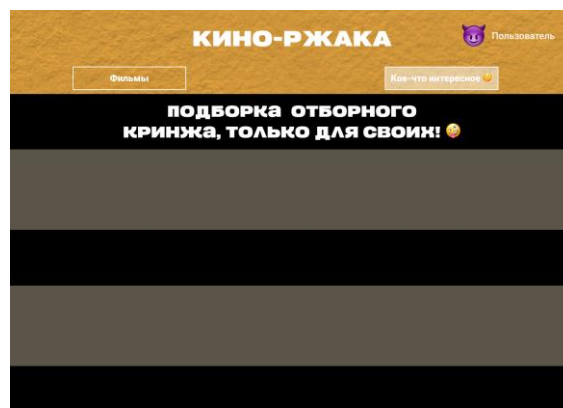 КИНО-РЖАКА
Пользователь
Фильмы
Кое-что интересное
ПОДБОРКА ОТБОРНОГО
КРИНЖА, ТОЛЬКО ДЛЯ СВОИХ!